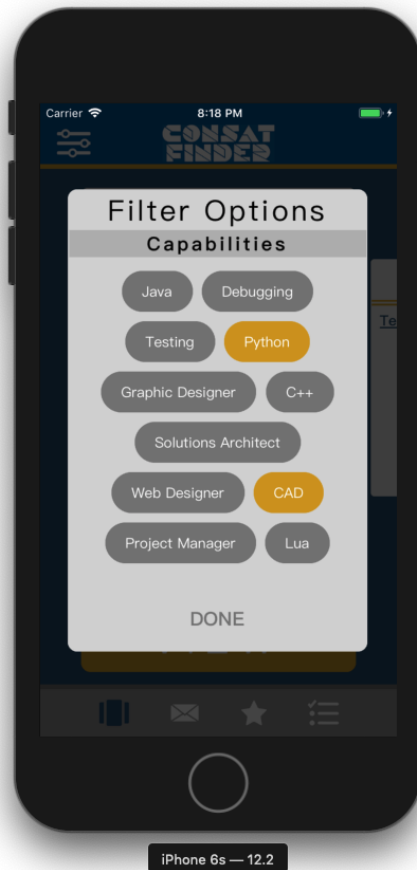 Carrier 8:18 PM
CONSAT
FINDER
Filter Options
Capabilities
Java Debugging
Te
Testing Python
Graphic Designer C++
Solutions Architect
Web Designer CAD
Project Manager Lua
DONE
iPhone 6s — 12.2